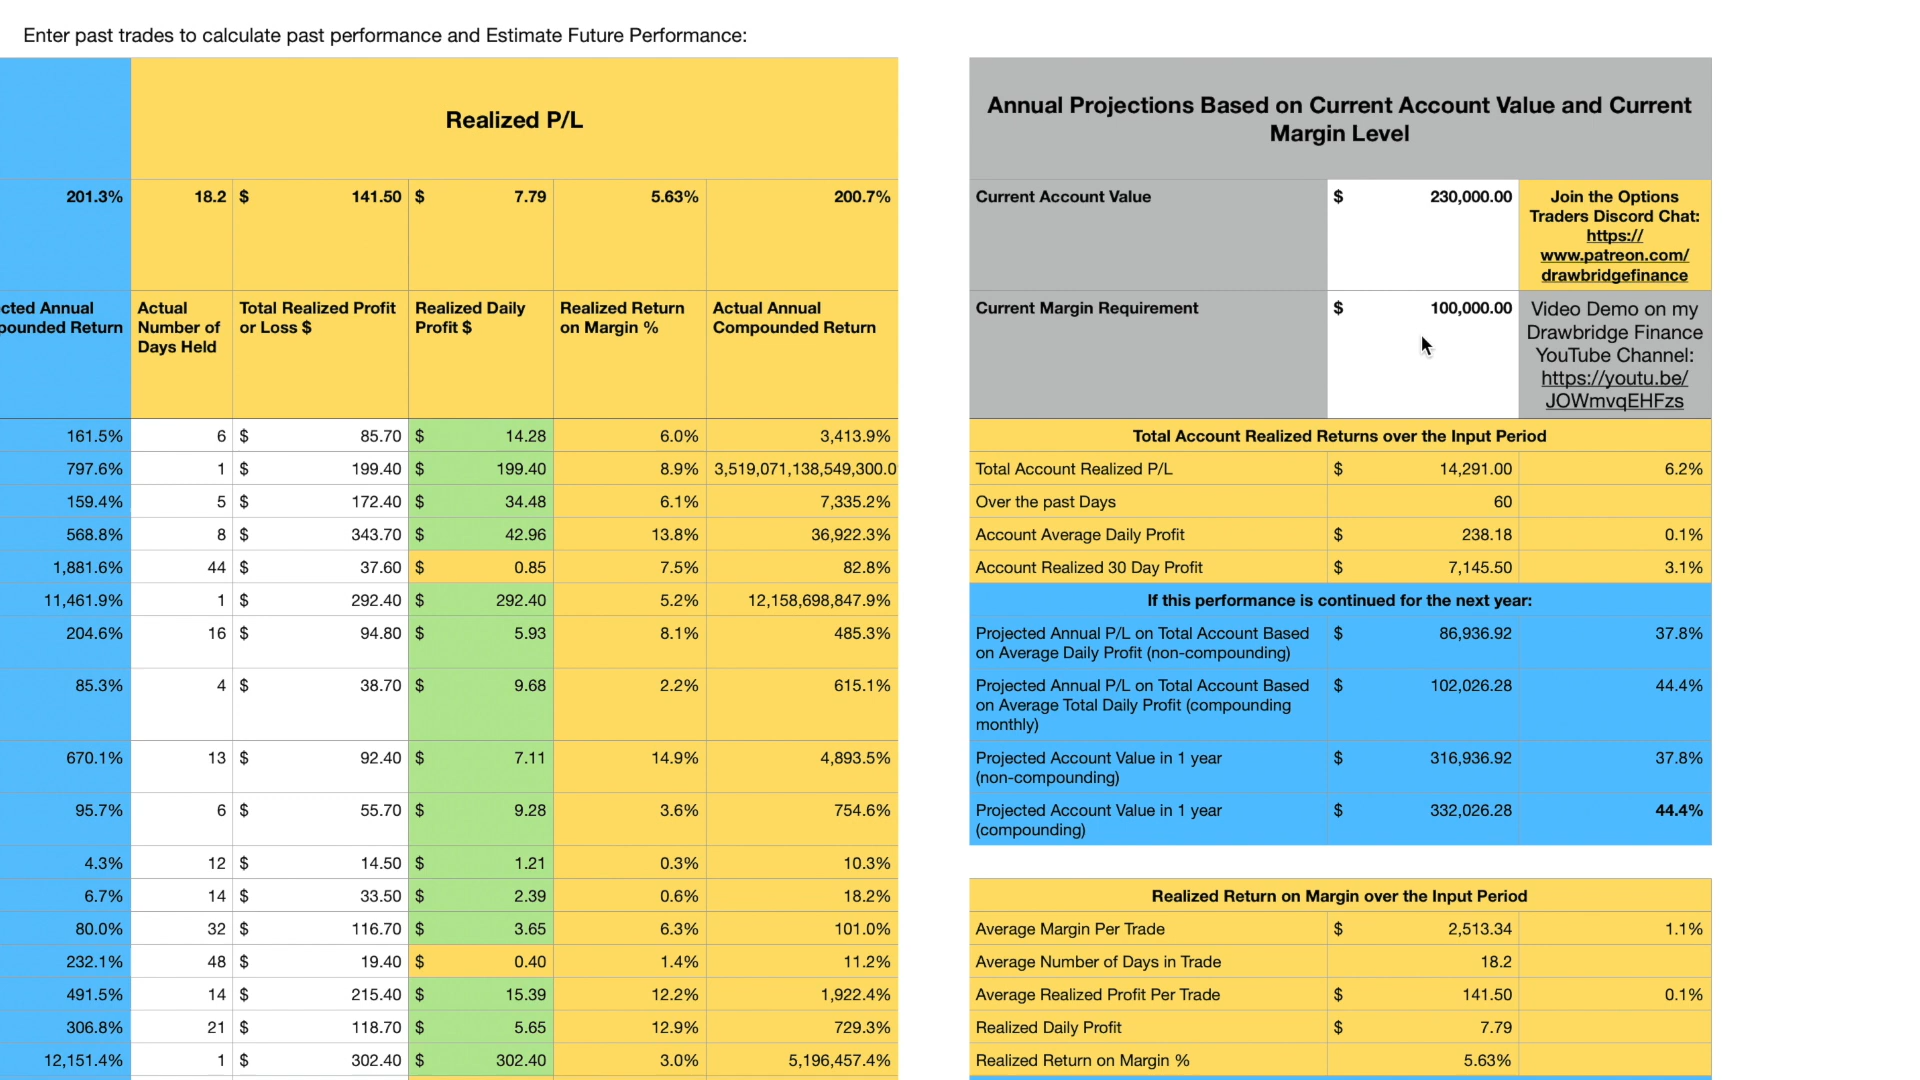 Enter past trades to calculate past performance and Estimate Future Performance:
Realized P/L
201.3% 18.2 $ 141.50 $ 7.79 5.63% 200.7%
cted Annual
pounded Return
Actual
Number of
Days Held
Total Realized Profit
or Loss $
Realized Daily
Profit $
Realized Return
on Margin %
Actual Annual
Compounded Return
161.5% 6 $ 85.70 $ 14.28 6.0% 3,413.9%
797.6% 1 $ 199.40 $ 199.40 8.9% 3,519,071,138,549,300.0
159.4% 5 $ 172.40 $ 34.48 6.1% 7,335.2%
568.8% 8 $ 343.70 $ 42.96 13.8% 36,922.3%
1,881.6% 44 $ 37.60 $ 0.85 7.5% 82.8%
11,461.9% 1 $ 292.40 $ 292.40 5.2% 12,158,698,847.9%
204.6% 16 $ 94.80 $ 5.93 8.1% 485.3%
85.3% 4 $ 38.70 $ 9.68 2.2% 615.1%
670.1% 13 $ 92.40 $ 7.11 14.9% 4,893.5%
95.7% 6 $ 55.70 $ 9.28 3.6% 754.6%
4.3% 12 $ 14.50 $ 1.21 0.3% 10.3%
6.7% 14 $ 33.50 $ 2.39 0.6% 18.2%
80.0% 32 $ 116.70 $ 3.65 6.3% 101.0%
232.1% 48 $ 19.40 $ 0.40 1.4% 11.2%
491.5% 14 $ 215.40 $ 15.39 12.2% 1,922.4%
306.8% 21 $ 118.70 $ 5.65 12.9% 729.3%
12,151.4% 1 $ 302.40 $ 302.40 3.0% 5,196,457.4%
Annual Projections Based on Current Account Value and Current
Margin Level
Current Account Value $ 230,000.00
Join the Options
Traders Discord Chat:
https://
www.patreon.com/
drawbridgefinance
Current Margin Requirement $ 100,000.00
Video Demo on my
Drawbridge Finance
YouTube Channel:
https://youtu.be/
JOWmvqEHFzs
Total Account Realized Returns over the Input Period
Total Account Realized P/L $ 14,291.00 6.2%
Over the past Days 60
Account Average Daily Profit $ 238.18 0.1%
Account Realized 30 Day Profit $ 7,145.50 3.1%
If this performance is continued for the next year:
Projected Annual P/L on Total Account Based $ 86,936.92 37.8%
on Average Daily Profit (non-compounding)
Projected Annual P/L on Total Account Based $ 102,026.28 44.4%
on Average Total Daily Profit (compounding
monthly)
Projected Account Value in 1 year $ 316,936.92 37.8%
(non-compounding)
Projected Account Value in 1 year $ 332,026.28 44.4%
(compounding)
Realized Return on Margin over the Input Period
Average Margin Per Trade $ 2,513.34 1.1%
Average Number of Days in Trade 18.2
Average Realized Profit Per Trade $ 141.50 0.1%
Realized Daily Profit $ 7.79
Realized Return on Margin % 5.63%